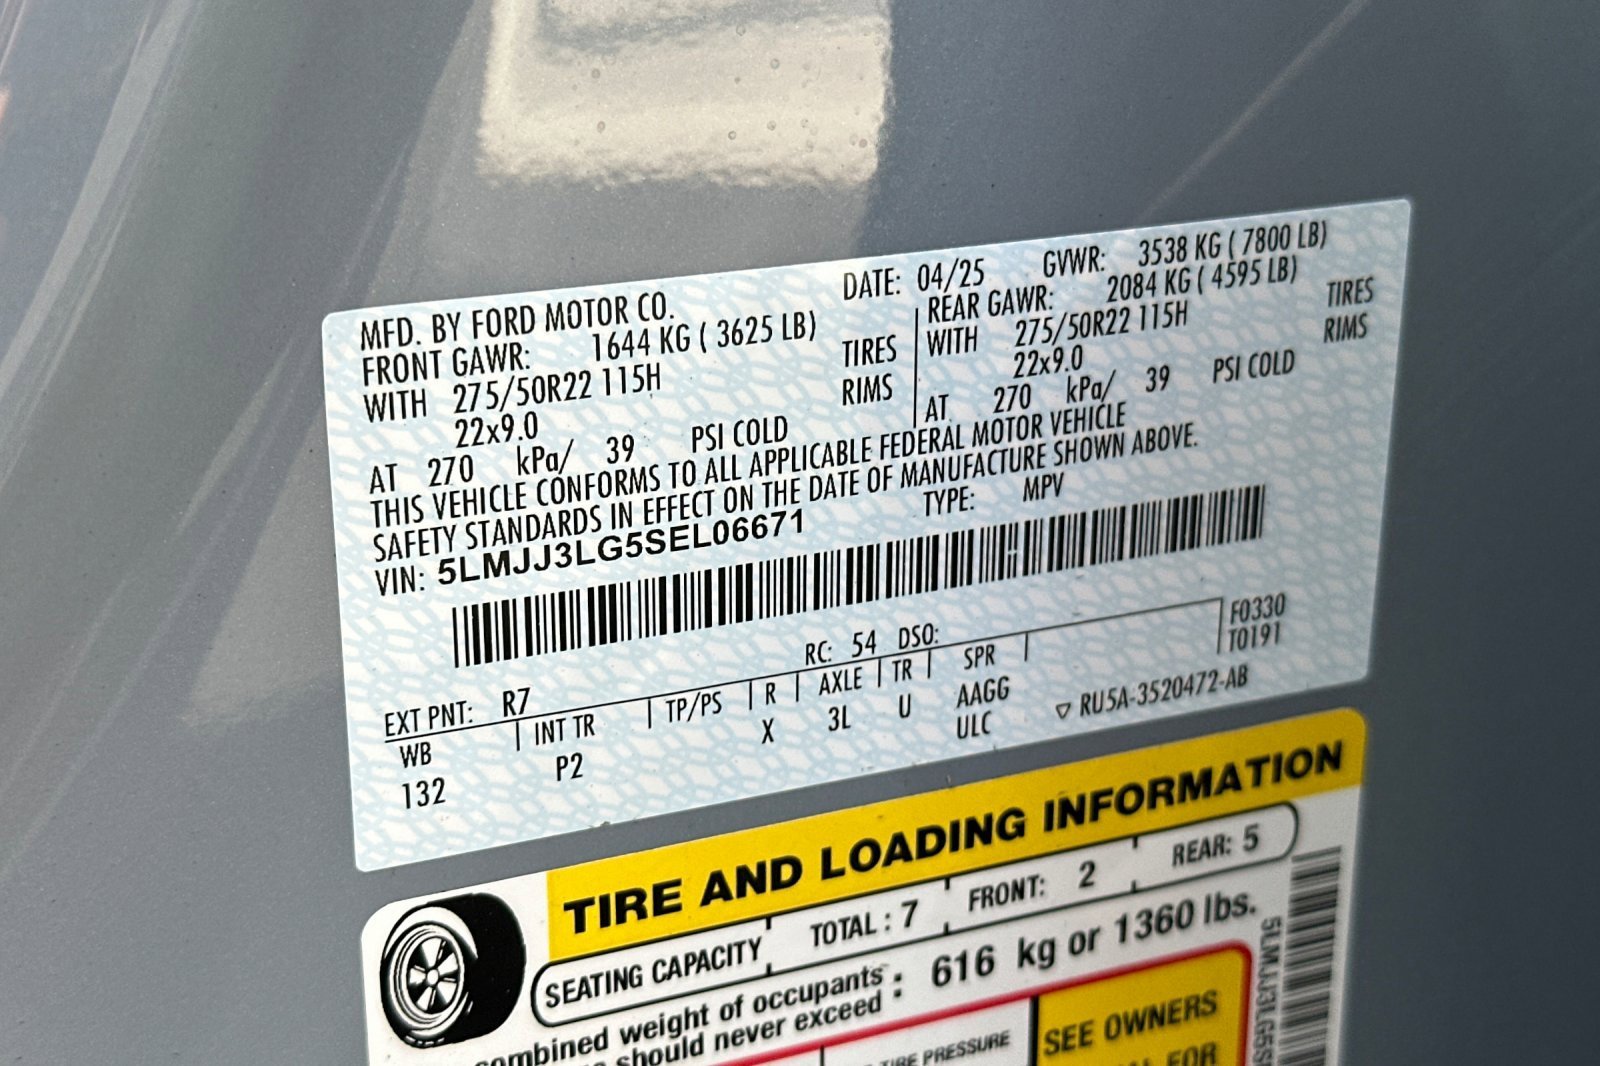 MFD. BY FORD MOTOR CO. DATE: 04/25 GVWR: 3538 KG ( 7800 LB)
FRONT GAWR: 1644 KG ( 3625 LB) REAR GAWR: 2084 KG ( 4595 LB)
WITH 275/50R22 115H TIRES WITH 275/50R22 115H TIRES
22x9.0 RIMS 22x9.0 RIMS
AT 270 kPa/ 39 PSI COLD AT 270 kPa/ 39 PSI COLD
THIS VEHICLE CONFORMS TO ALL APPLICABLE FEDERAL MOTOR VEHICLE
SAFETY STANDARDS IN EFFECT ON THE DATE OF MANUFACTURE SHOWN ABOVE.
VIN: 5LMJJ3LG5SEL06671 TYPE: MPV
EXT PNT: R7 RC: 54 DSO: F0330
WB INT TR TP/PS R AXLE TR SPR T0191
132 P2 X 3L U AAGG
ULC ▽ RU5A-3520472-AB
TIRE AND LOADING INFORMATION
SEATING CAPACITY TOTAL : 7 FRONT: 2 REAR: 5
combined weight of occupants
should never exceed : 616 kg or 1360 lbs.
TIRE PRESSURE
SEE OWNERS
FOR
5LMJJ3LG5S